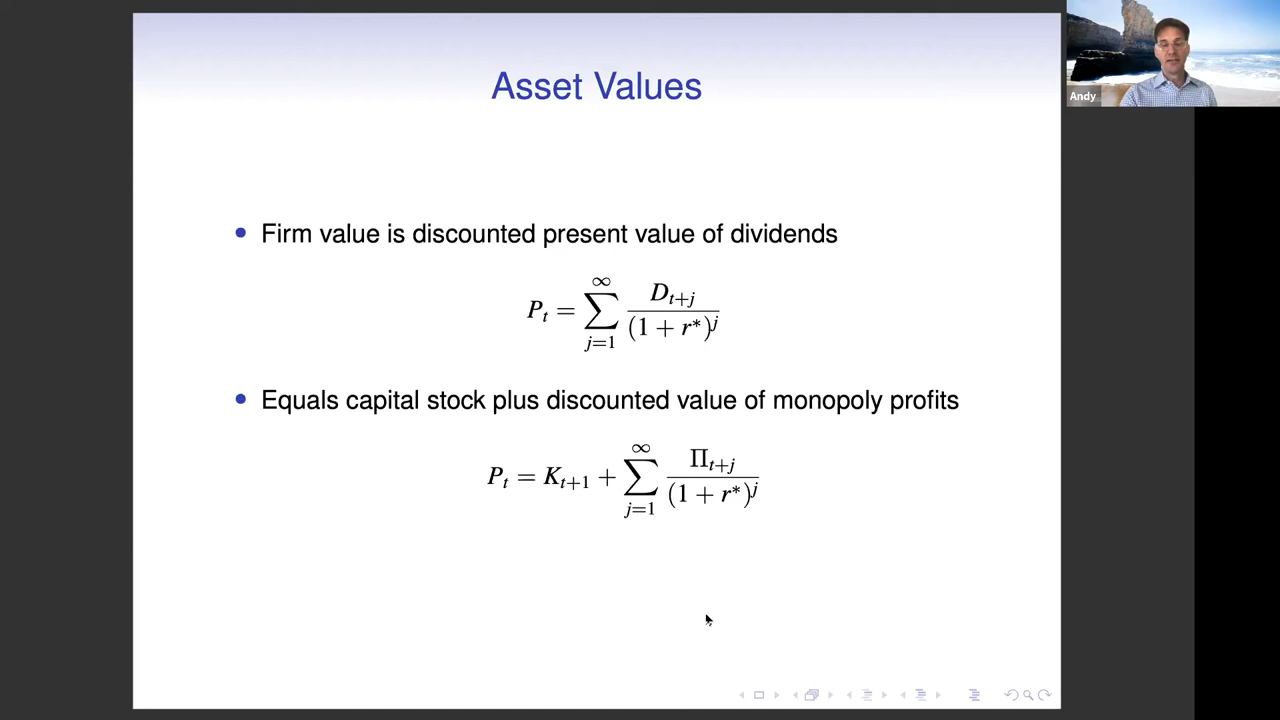 Asset Values
Andy
• Firm value is discounted present value of dividends
P_t = \sum_{j=1}^{\infty} \frac{D_{t+j}}{(1 + r^*)^j}
• Equals capital stock plus discounted value of monopoly profits
P_t = K_{t+1} + \sum_{j=1}^{\infty} \frac{\Pi_{t+j}}{(1 + r^*)^j}